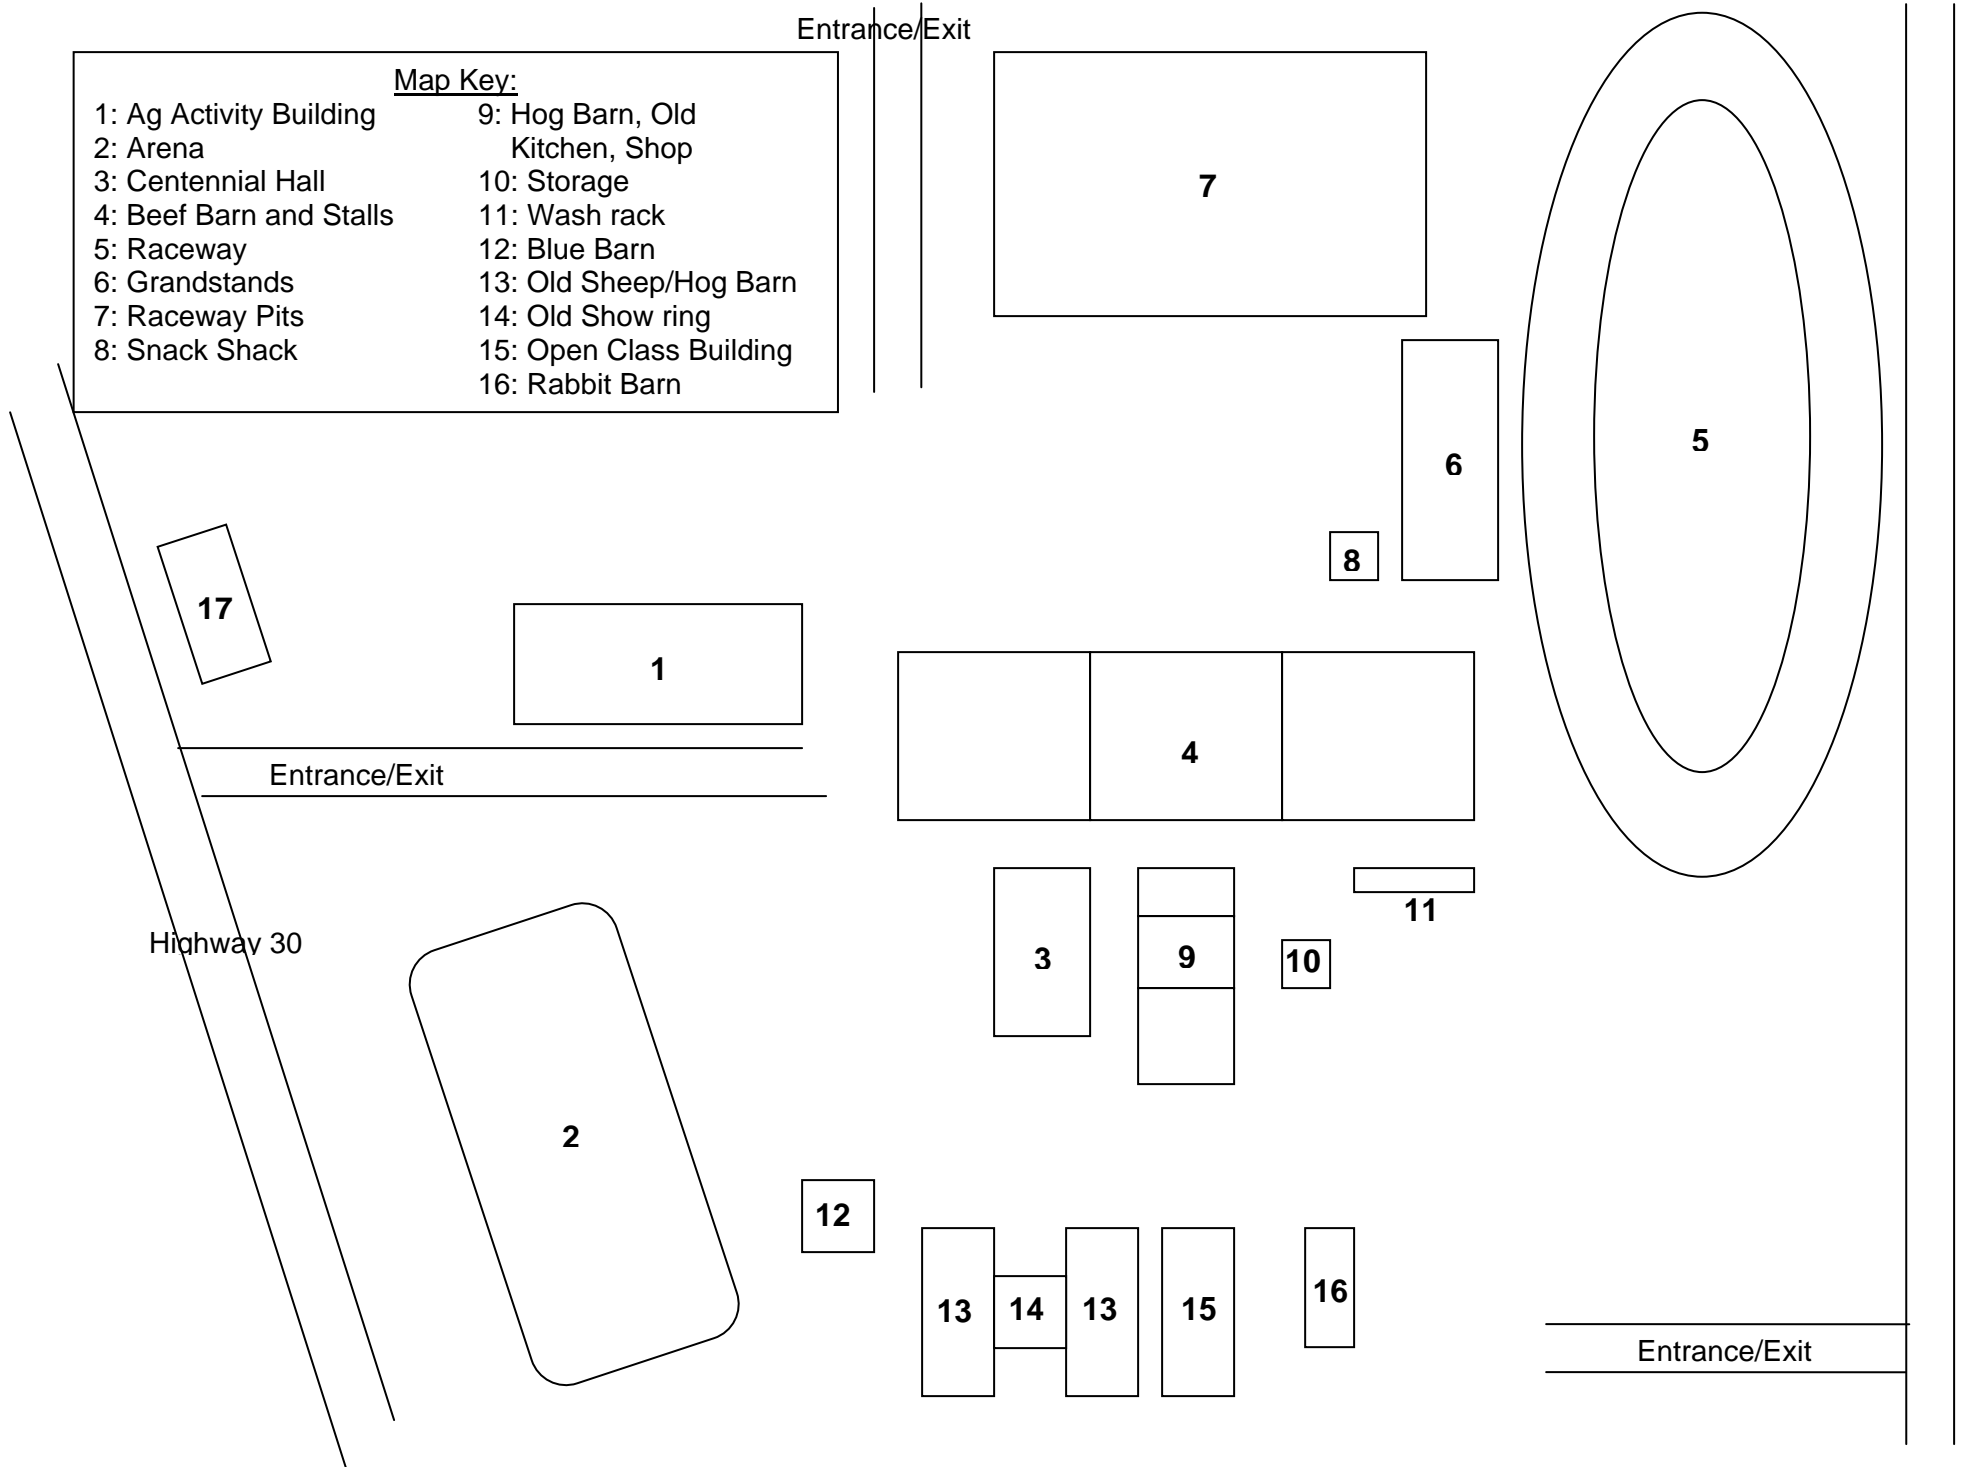 Entrance/Exit
Map Key:
1: Ag Activity Building
2: Arena
3: Centennial Hall
4: Beef Barn and Stalls
5: Raceway
6: Grandstands
7: Raceway Pits
8: Snack Shack
9: Hog Barn, Old
Kitchen, Shop
10: Storage
11: Wash rack
12: Blue Barn
13: Old Sheep/Hog Barn
14: Old Show ring
15: Open Class Building
16: Rabbit Barn
7
5
6
8
17
1
4
Entrance/Exit
11
Highway 30
3
9
10
2
12
13
14
13
15
16
Entrance/Exit